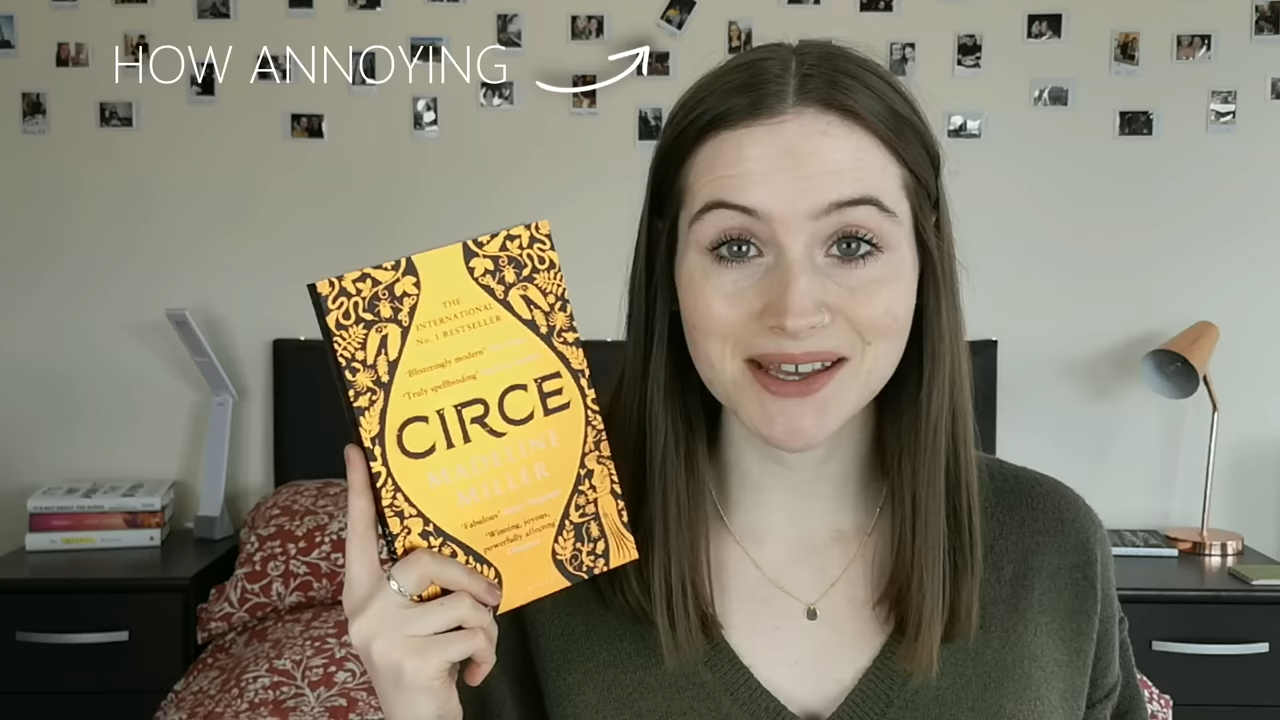 HOW ANNOYING
THE
INTERNATIONAL
No. 1 BESTSELLER
'Blisteringly modern'
'Truly spellbinding'
CIRCE
MADELINE
MILLER
'Fabulous'
'Winning, joyous,
powerfully affecting'